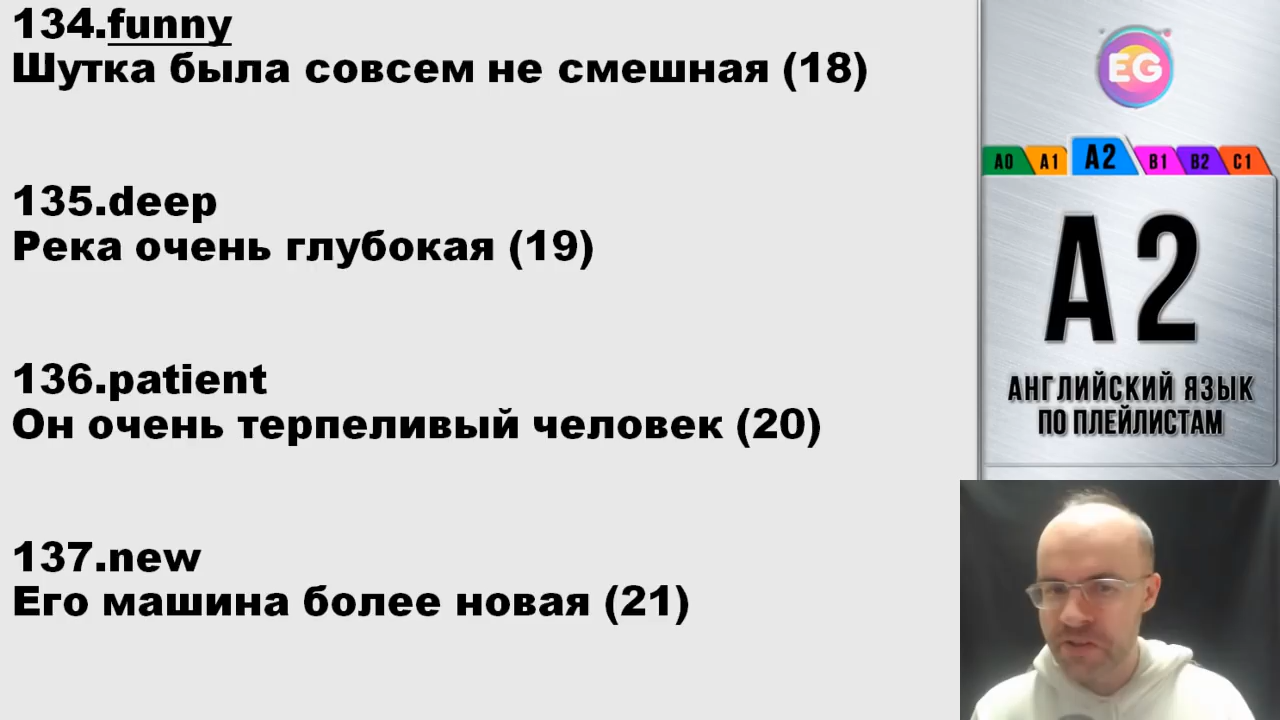 134.funny
Шутка была совсем не смешная (18)
135.deep
Река очень глубокая (19)
136.patient
Он очень терпеливый человек (20)
137.new
Его машина более новая (21)
EG
A0 A1 A2 B1 B2 C1
A2
АНГЛИЙСКИЙ ЯЗЫК
ПО ПЛЕЙЛИСТАМ